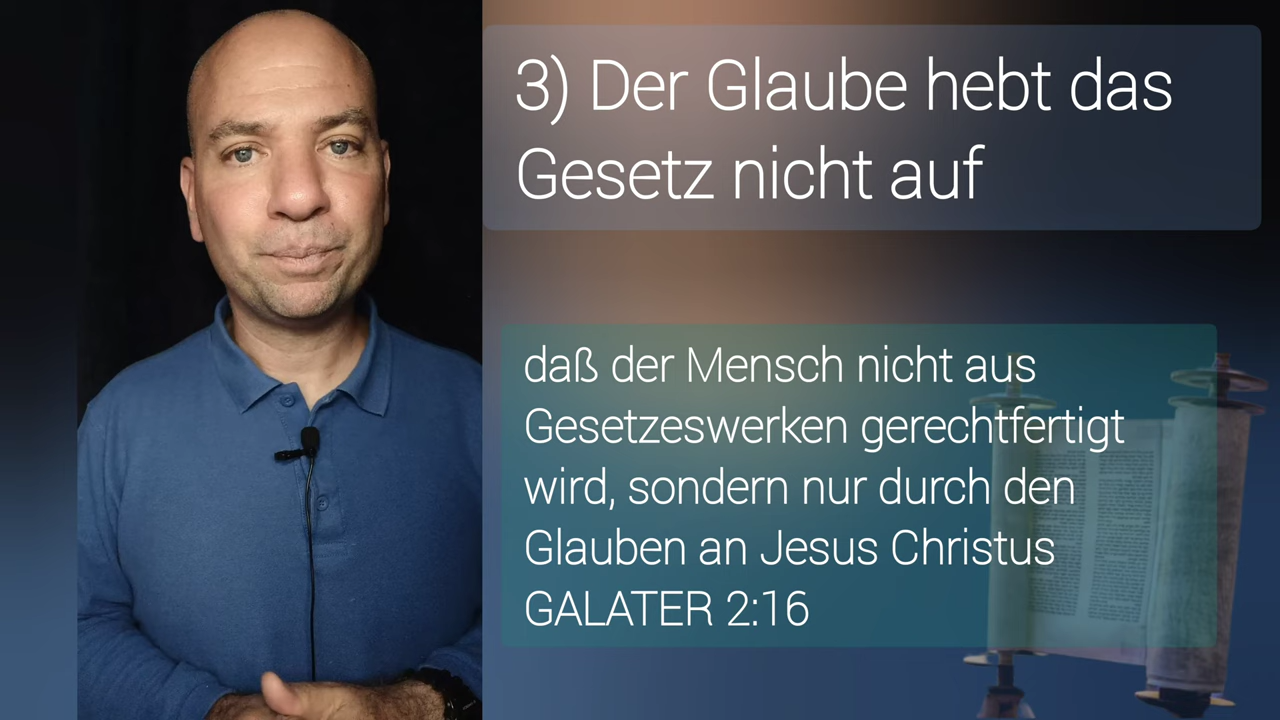 3) Der Glaube hebt das
Gesetz nicht auf
daß der Mensch nicht aus
Gesetzeswerken gerechtfertigt
wird, sondern nur durch den
Glauben an Jesus Christus
GALATER 2:16